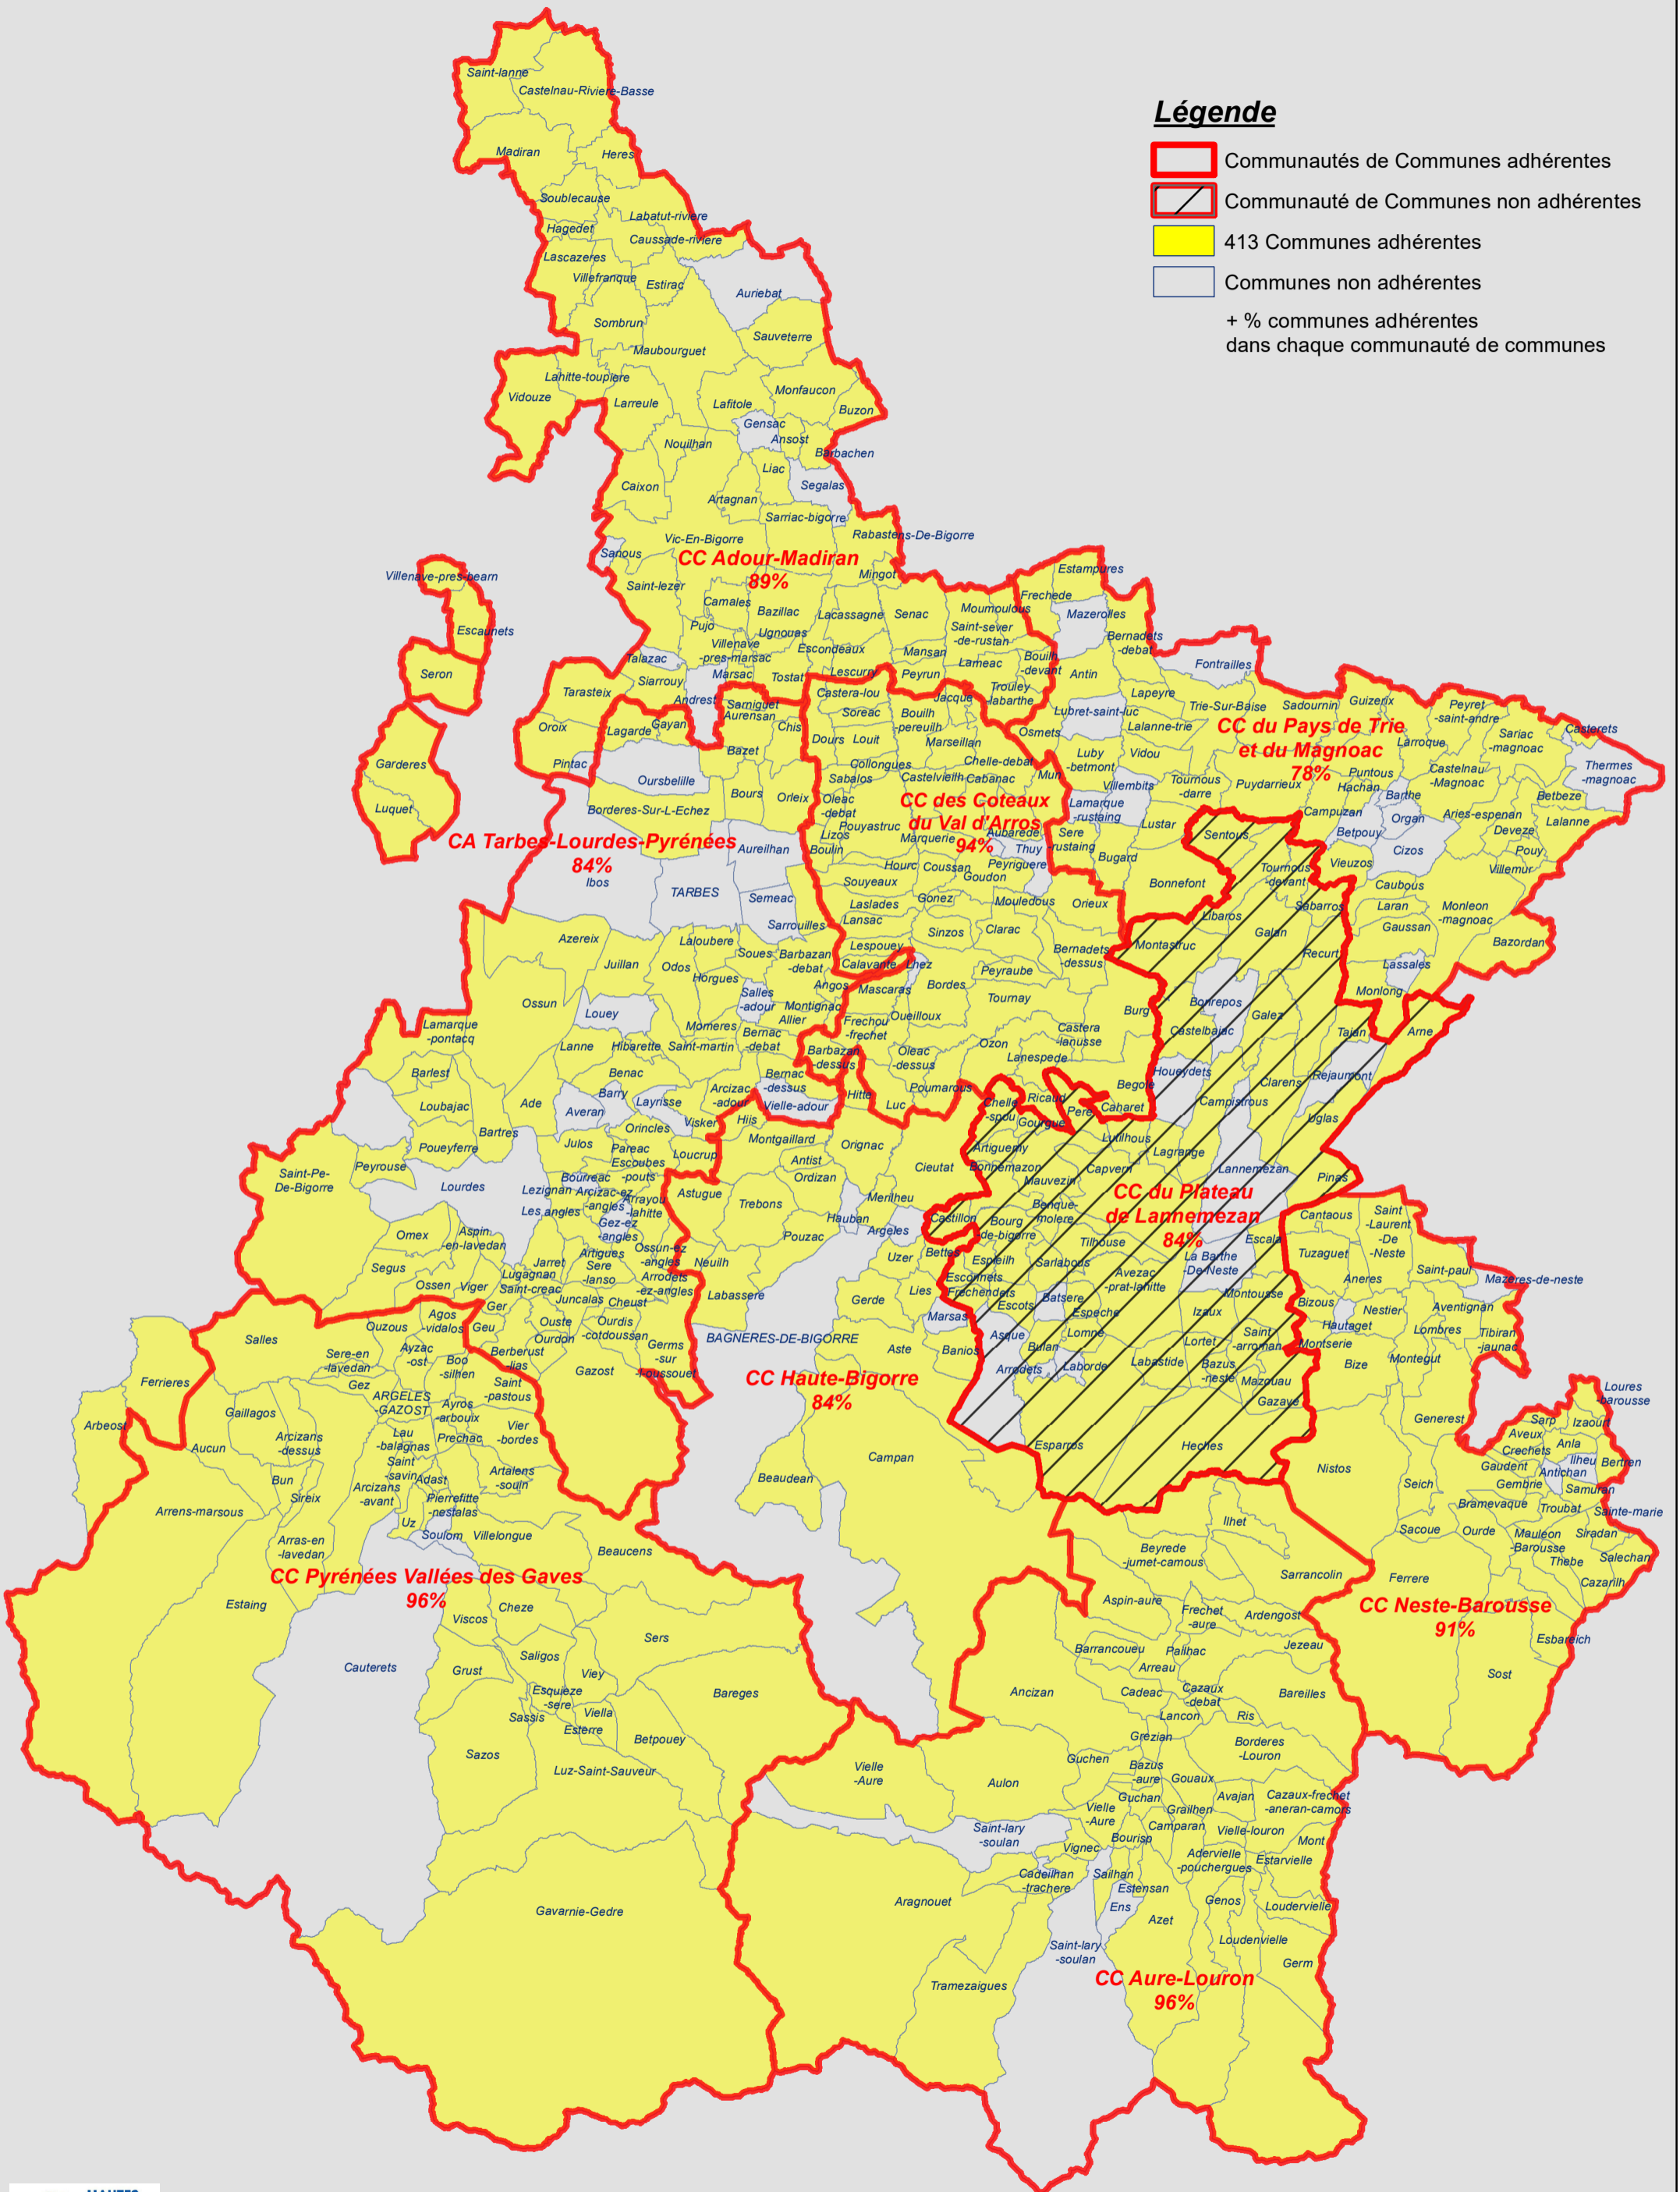 Légende
Communautés de Communes adhérentes
Communauté de Communes non adhérentes
413 Communes adhérentes
Communes non adhérentes
+ % communes adhérentes
dans chaque communauté de communes
Saint-lanne
Castelnau-Riviere-Basse
Madiran
Heres
Soublecause
Labatut-riviere
Hagedet
Caussade-riviere
Lascazeres
Villefranque
Estirac
Auriebat
Sombrun
Sauveterre
Maubourguet
Lahitte-toupiere
Vidouze
Larreule
Lafitole
Monfaucon
Buzon
Gensac
Nouilhan
Ansost
Barbachen
Liac
Caixon
Artagnan
Segalas
Sarriac-bigorre
Vic-En-Bigorre
Rabastens-De-Bigorre
Sanous
CC Adour-Madiran
89%
Saint-lezer
Mingot
Camales
Bazillac
Lacassagne
Senac
Moumoulous
Pujo
Ugnouas
Saint-sever
-de-rustan
Villenave
-pres-marsac
Escondeaux
Mansan
Lameac
Bouilh
-devant
Talazac
Siarrouy
Marsac
Tostat
Lescurry
Peyrun
Trouley
-labarthe
Andrest
Villenave-pres-bearn
Escaunets
Seron
Garderes
Luquet
Tarasteix
Oroix
Pintac
Lagarde
Gayan
Sarniguet
Aurensan
Chis
Bazet
Oursbelille
Bours
Orleix
Borderes-Sur-L-Echez
CA Tarbes-Lourdes-Pyrénées
84%
Ibos
Aureilhan
TARBES
Semeac
Sarrouilles
Azereix
Laloubere
Soues
Barbazan
-debat
Juillan
Odos
Horgues
Angos
Ossun
Louey
Salles
-adour
Montignac
Allier
Momeres
Bernac
-debat
Barbazan
-dessus
Lamarque
-pontacq
Lanne
Hibarette
Saint-martin
Barlest
Benac
Bernac
-dessus
Loubajac
Ade
Averan
Barry
Layrisse
Arcizac
-adour
Vielle-adour
Visker
Orincles
Bartres
Poueyferre
Julos
Pareac
Escoubes
-pouts
Loucrup
Peyrouse
Saint-Pe-
De-Bigorre
Lourdes
Bourreac
Lezignan
Arcizac-ez
-angles
Arrayou
-lahitte
Les angles
Gez-ez
-angles
Omex
Aspin
-en-lavedan
Ossun-ez
-angles
Segus
Jarret
Artigues
Sere
-lanso
Arrodets
-ez-angles
Ossen
Viger
Lugagnan
Saint-creac
Juncalas
Cheust
Ger
Geu
Ouste
Ourdis
-cotdoussan
Ourdon
Berberust
-lias
Gazost
Germs
-sur
-l'oussouet
Castera-lou
Jacque
Soreac
Bouilh
-pereuilh
Dours
Louit
Marseillan
Osmets
Collongues
Chelle-debat
Sabalos
Castelvieilh
Cabanac
Mun
Oleac
-debat
CC des Coteaux
du Val d'Arros
94%
Pouyastruc
Lizos
Marquerie
Aubarede
Thuy
Boulin
Hourc
Coussan
Peyriguere
Goudon
Souyeaux
Laslades
Gonez
Mouledous
Orieux
Lansac
Sinzos
Clarac
Lespouey
Calavante
Lhez
Bernadets
-dessus
Peyraube
Mascaras
Bordes
Tournay
Oueilloux
Burg
Frechou
-frechet
Castera
-lanusse
Ozon
Oleac
-dessus
Lanespede
Poumarous
Hitte
Luc
Begole
Ricaud
Caharet
Estampures
Frechede
Mazerolles
Bernadets
-debat
Fontrailles
Antin
Lapeyre
Trie-Sur-Baise
Sadournin
Guizerix
Peyret
-saint-andre
Lubret-saint-luc
Lalanne-trie
CC du Pays de Trie
et du Magnoac
78%
Casterets
Larroque
Sariac
-magnoac
Luby
-betmont
Vidou
Villembits
Tournous
-darre
Puydarrieux
Puntous
Hachan
Castelnau
-Magnoac
Thermes
-magnoac
Lamarque
-rustaing
Campuzan
Barthe
Betbeze
Organ
Aries-espenan
Lalanne
Sere
-rustaing
Lustar
Betpouy
Deveze
Cizos
Pouy
Bugard
Vieuzos
Villemur
Bonnefont
Caubous
Laran
Monleon
-magnoac
Gaussan
Bazordan
Lassales
Monlong
Sentous
Tournous
-devant
Sabarros
Libaros
Galan
Montastruc
Recurt
Bonrepos
Galez
Castelbajac
Tajan
Arne
Houeydets
Clarens
Rejaumont
Campistrous
Uglas
Chelle
-spou
Gourgue
Pere
Lutilhous
Lagrange
Artiguemy
Bonnemazon
Capvern
Lannemezan
Pinas
Mauvezin
CC du Plateau
de Lannemezan
84%
Benque
-molere
Castillon
Bourg
-de-bigorre
Tilhouse
Escala
La Barthe
-De-Neste
Espieilh
Sarlabous
Avezac
-prat-lahitte
Esconnets
Frechendets
Escots
Batsere
Montousse
Espeche
Izaux
Asque
Lomne
Lortet
Saint
-arroman
Bulan
Arrodets
Laborde
Labastide
Bazus
-neste
Mazouau
Gazave
Esparros
Heches
Hiis
Montgaillard
Orignac
Antist
Ordizan
Cieutat
Astugue
Trebons
Merilheu
Hauban
Argeles
Pouzac
Uzer
Bettes
Neuilh
Labassere
Gerde
Lies
Marsas
BAGNERES-DE-BIGORRE
Aste
Banios
CC Haute-Bigorre
84%
Campan
Beaudean
Cantaous
Saint
-Laurent
-De
-Neste
Tuzaguet
Saint-paul
Mazeres-de-neste
Aneres
Bizous
Nestier
Aventignan
Hautaget
Lombres
Tibiran
-jaunac
Montserie
Bize
Montegut
Generest
Loures
-barousse
Sarp
Izaourt
Aveux
Anla
Crechets
Ilheu
Bertren
Gaudent
Antichan
Nistos
Seich
Gembrie
Samuran
Bramevaque
Troubat
Sainte-marie
Sacoue
Ourde
Mauleon
-Barousse
Siradan
Thebe
Salechan
Ferrere
Cazarilh
CC Neste-Barousse
91%
Esbareich
Sost
Ferrieres
Arbeost
Salles
Ouzous
Agos
-vidalos
Sere-en
-lavedan
Ayzac
-ost
Boo
-silhen
Gez
ARGELES
-GAZOST
Saint
-pastous
Gaillagos
Ayros
-arbouix
Vier
-bordes
Arcizans
-dessus
Lau
-balagnas
Prechac
Aucun
Saint
-savin
Adast
Artalens
-souin
Bun
Arcizans
-avant
Sireix
Pierrefitte
-nestalas
Arrens-marsous
Uz
Soulom
Villelongue
Arras-en
-lavedan
Beaucens
CC Pyrénées Vallées des Gaves
96%
Estaing
Cheze
Viscos
Sers
Cauterets
Saligos
Grust
Viey
Esquieze
-sere
Bareges
Sassis
Viella
Esterre
Betpouey
Sazos
Luz-Saint-Sauveur
Gavarnie-Gedre
Ilhet
Beyrede
-jumet-camous
Sarrancolin
Aspin-aure
Frechet
-aure
Ardengost
Barrancoueu
Pailhac
Jezeau
Arreau
Ancizan
Cadeac
Cazaux
-debat
Bareilles
Lancon
Ris
Grezian
Borderes
-Louron
Guchen
Vielle
-Aure
Aulon
Bazus
-aure
Gouaux
Guchan
Avajan
Cazaux-frechet
-aneran-camors
Vielle
-Aure
Grailhen
Camparan
Vielle-louron
Saint-lary
-soulan
Bourisp
Mont
Vignec
Adervielle
-pouchergues
Estarvielle
Cadeilhan
-trachere
Sailhan
Estensan
Aragnouet
Ens
Genos
Loudervielle
Azet
Saint-lary
-soulan
Loudenvielle
Germ
CC Aure-Louron
96%
Tramezaigues